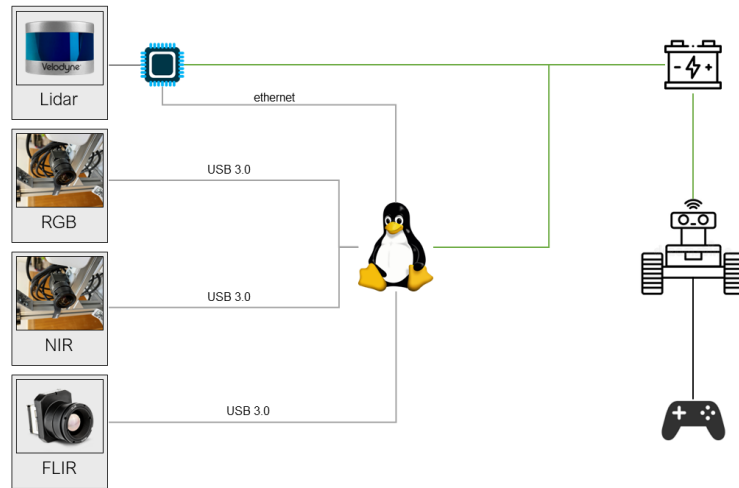 Velodyne
Lidar
ethernet
USB 3.0
RGB
USB 3.0
NIR
USB 3.0
FLIR